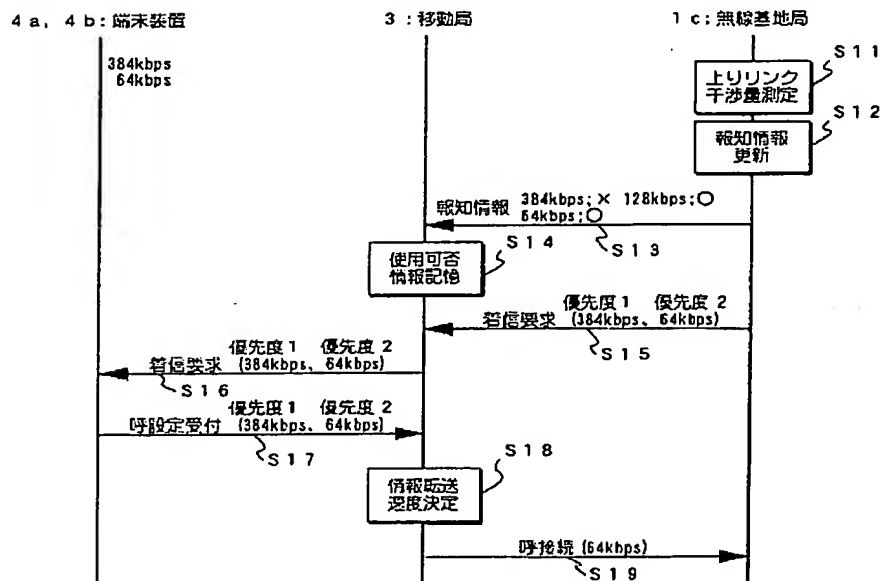 4a, 4b:端末装置 3:移動局 1c:無線基地局
384kbps
64kbps
S11
上りリンク
干渉量測定
S12
報知情報
更新
報知情報 384kbps;× 128kbps;○
64kbps;○
S13
S14
使用可否
情報記憶
優先度1 優先度2
着信要求 (384kbps、64kbps)
S15
優先度1 優先度2
着信要求 (384kbps、64kbps)
S16
優先度1 優先度2
呼設定受付 (384kbps、64kbps)
S17
S18
情報転送
速度決定
呼接続 (64kbps)
S19